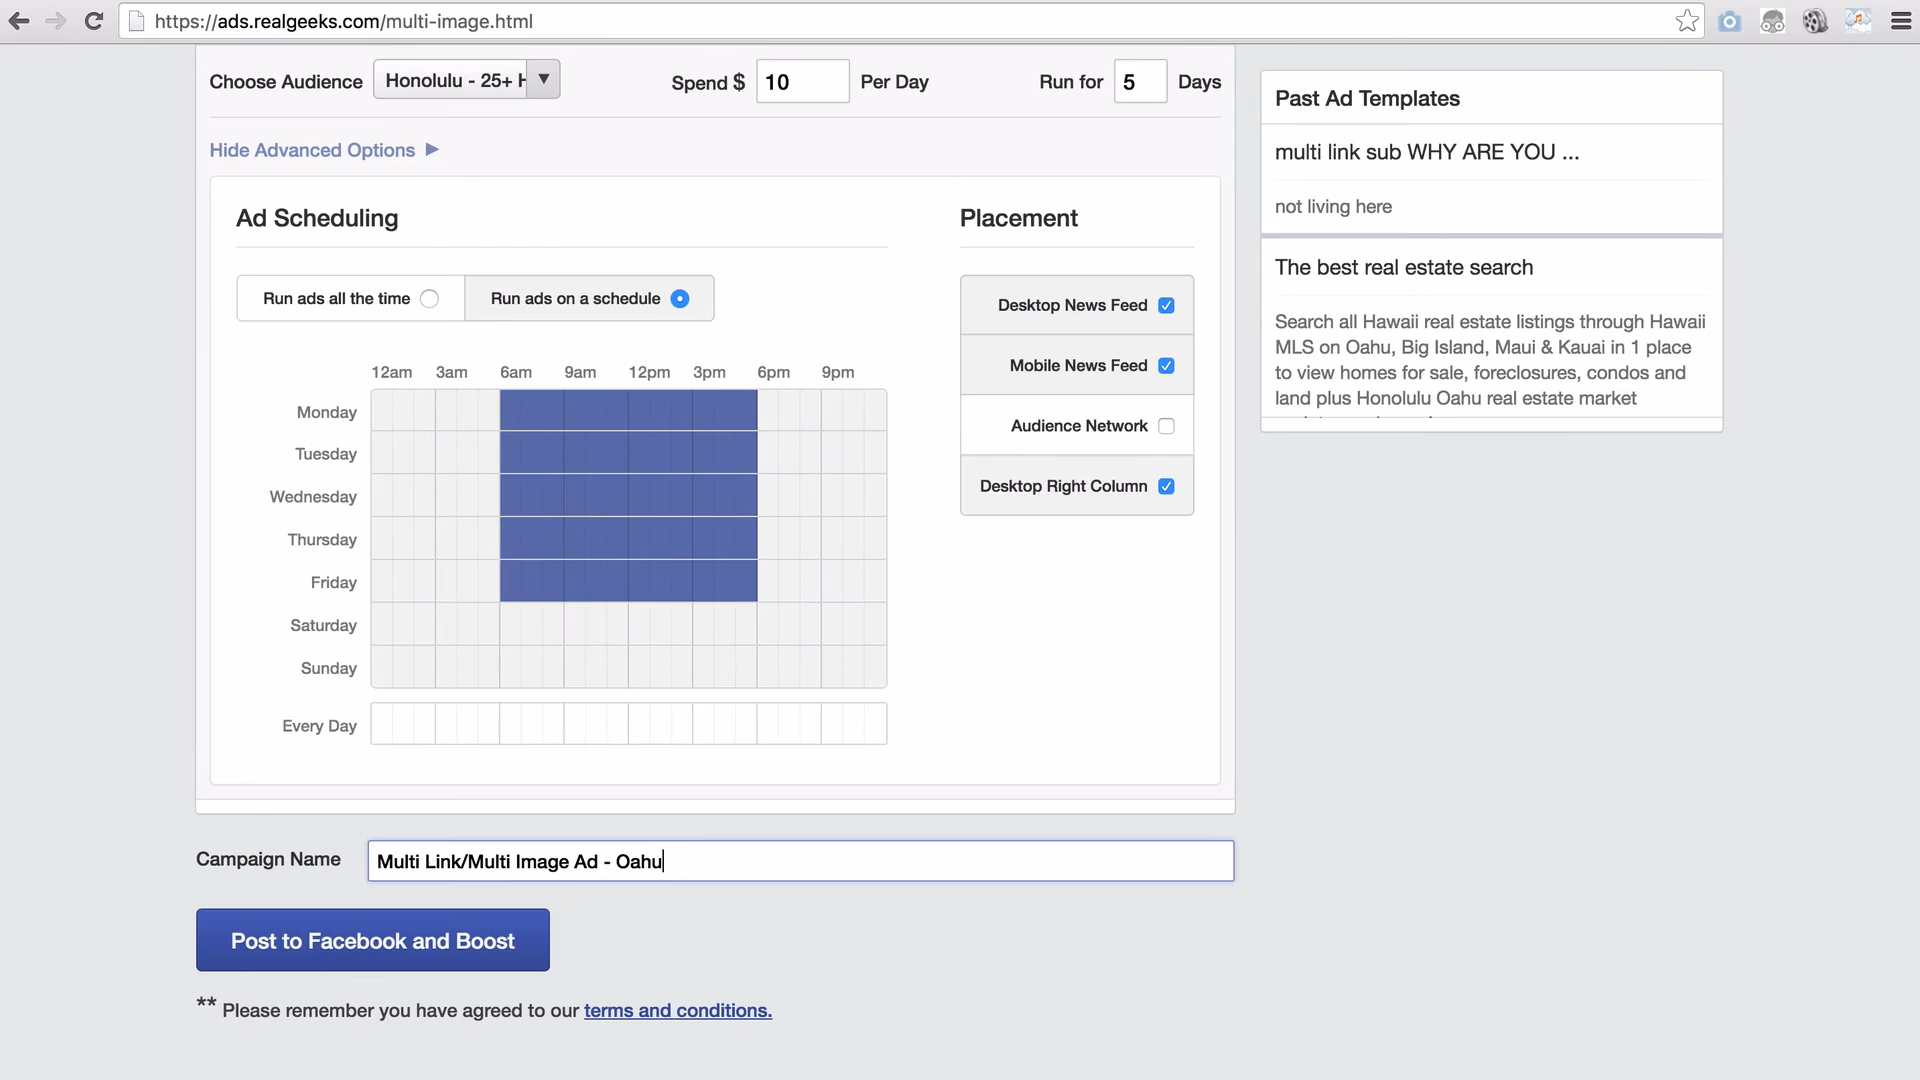 https://ads.realgeeks.com/multi-image.html
Choose Audience Honolulu - 25+ H Spend $ 10 Per Day Run for 5 Days
Hide Advanced Options
Ad Scheduling
Run ads all the time Run ads on a schedule
12am 3am 6am 9am 12pm 3pm 6pm 9pm
Monday
Tuesday
Wednesday
Thursday
Friday
Saturday
Sunday
Every Day
Placement
Desktop News Feed
Mobile News Feed
Audience Network
Desktop Right Column
Campaign Name Multi Link/Multi Image Ad - Oahu
Post to Facebook and Boost
** Please remember you have agreed to our terms and conditions.
Past Ad Templates
multi link sub WHY ARE YOU ...
not living here
The best real estate search
Search all Hawaii real estate listings through Hawaii
MLS on Oahu, Big Island, Maui & Kauai in 1 place
to view homes for sale, foreclosures, condos and
land plus Honolulu Oahu real estate market